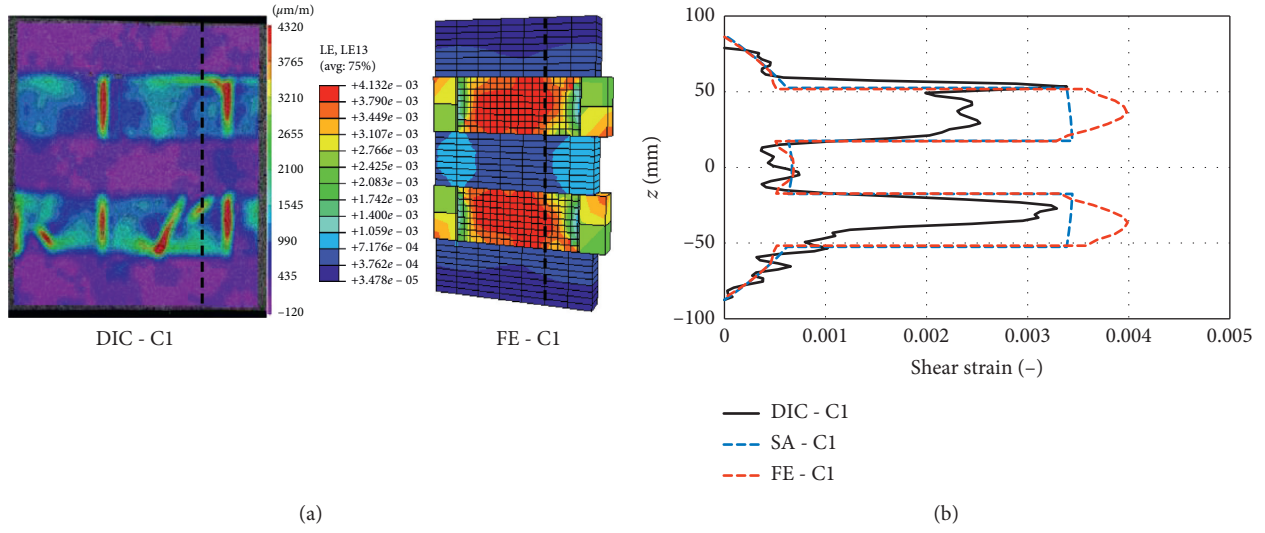 (µm/m)
4320
3765
3210
2655
2100
1545
990
435
−120
DIC - C1
LE, LE13
(avg: 75%)
+4.132e − 03
+3.790e − 03
+3.449e − 03
+3.107e − 03
+2.766e − 03
+2.425e − 03
+2.083e − 03
+1.742e − 03
+1.400e − 03
+1.059e − 03
+7.176e − 04
+3.762e − 04
+3.478e − 05
FE - C1
(a)
100
50
0
−50
−100
z (mm)
0 0.001 0.002 0.003 0.004 0.005
Shear strain (–)
DIC - C1
SA - C1
FE - C1
(b)